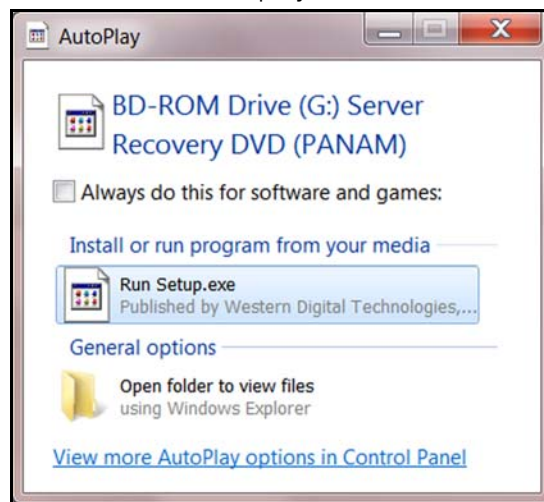 AutoPlay
BD-ROM Drive (G:) Server
Recovery DVD (PANAM)
Always do this for software and games:
Install or run program from your media
Run Setup.exe
Published by Western Digital Technologies,...
General options
Open folder to view files
using Windows Explorer
View more AutoPlay options in Control Panel